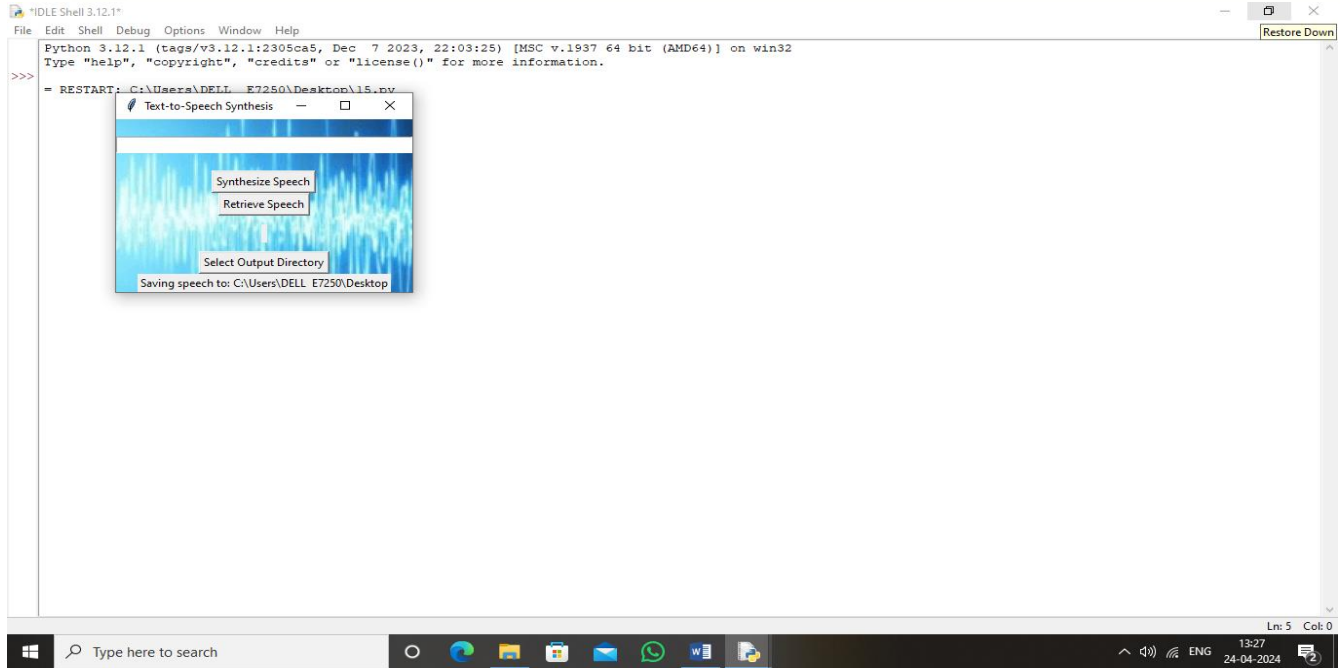 *IDLE Shell 3.12.1*
File Edit Shell Debug Options Window Help
Restore Down
Python 3.12.1 (tags/v3.12.1:2305ca5, Dec  7 2023, 22:03:25) [MSC v.1937 64 bit (AMD64)] on win32
Type "help", "copyright", "credits" or "license()" for more information.
>>>
= RESTART: C:\Users\DELL  E7250\Desktop\15.py
Text-to-Speech Synthesis
Synthesize Speech
Retrieve Speech
Select Output Directory
Saving speech to: C:\Users\DELL  E7250\Desktop
Ln: 5 Col: 0
Type here to search
ENG
13:27
24-04-2024
2